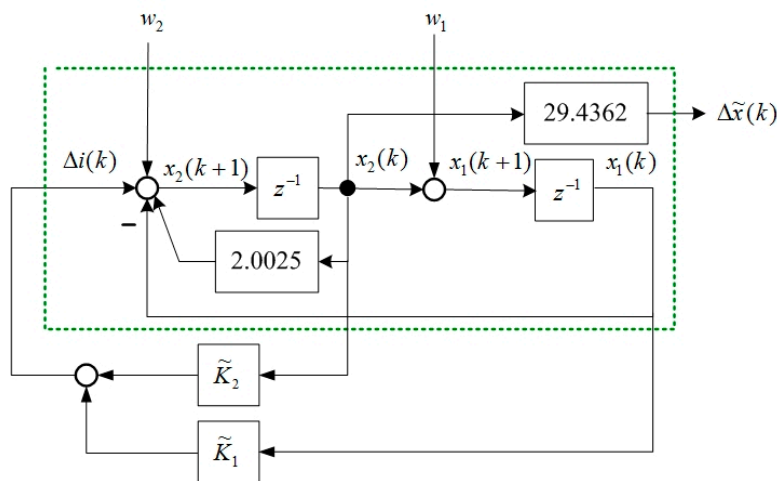 w₂ w₁
29.4362 Δx̃(k)
Δi(k) x₂(k+1) z⁻¹ x₂(k) x₁(k+1) z⁻¹ x₁(k)
−
2.0025
K̃₂
K̃₁